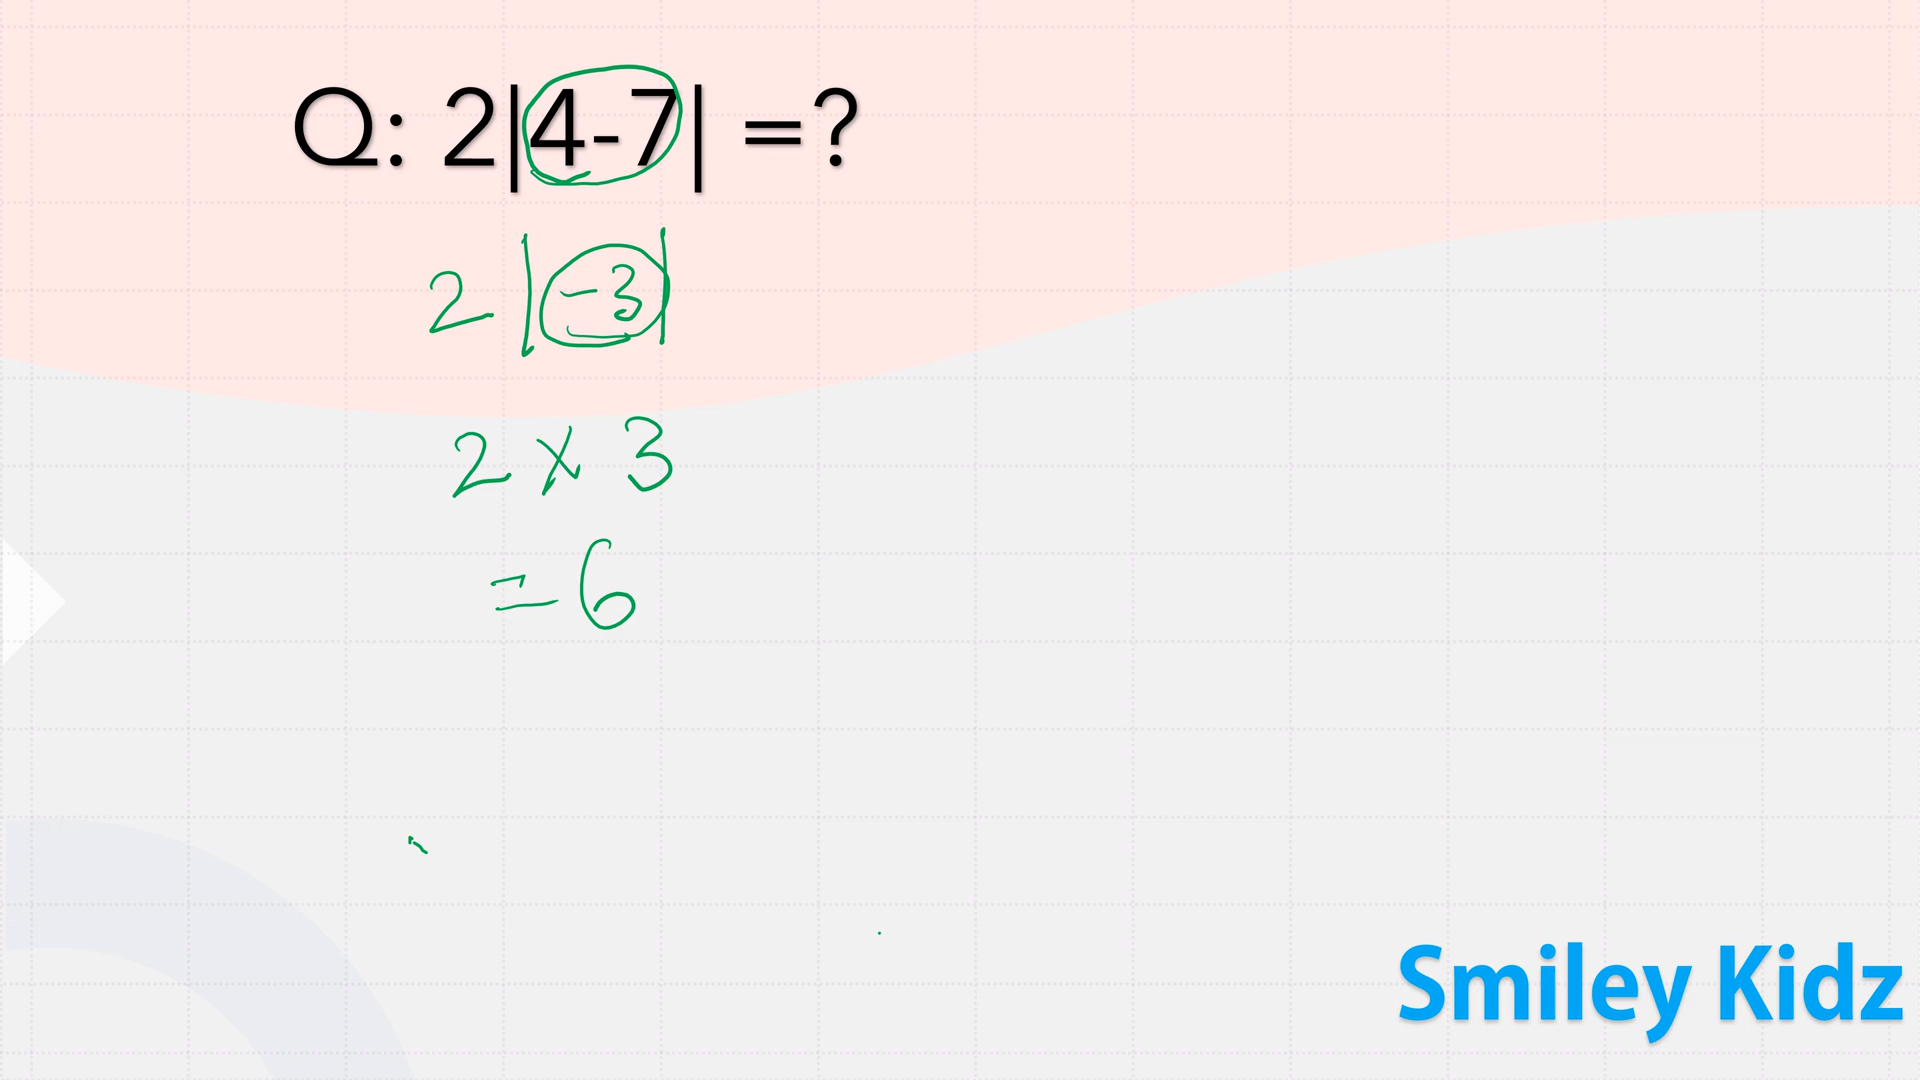 Q: 2|4-7| =?
2 |-3|
2 × 3
= 6
Smiley Kidz